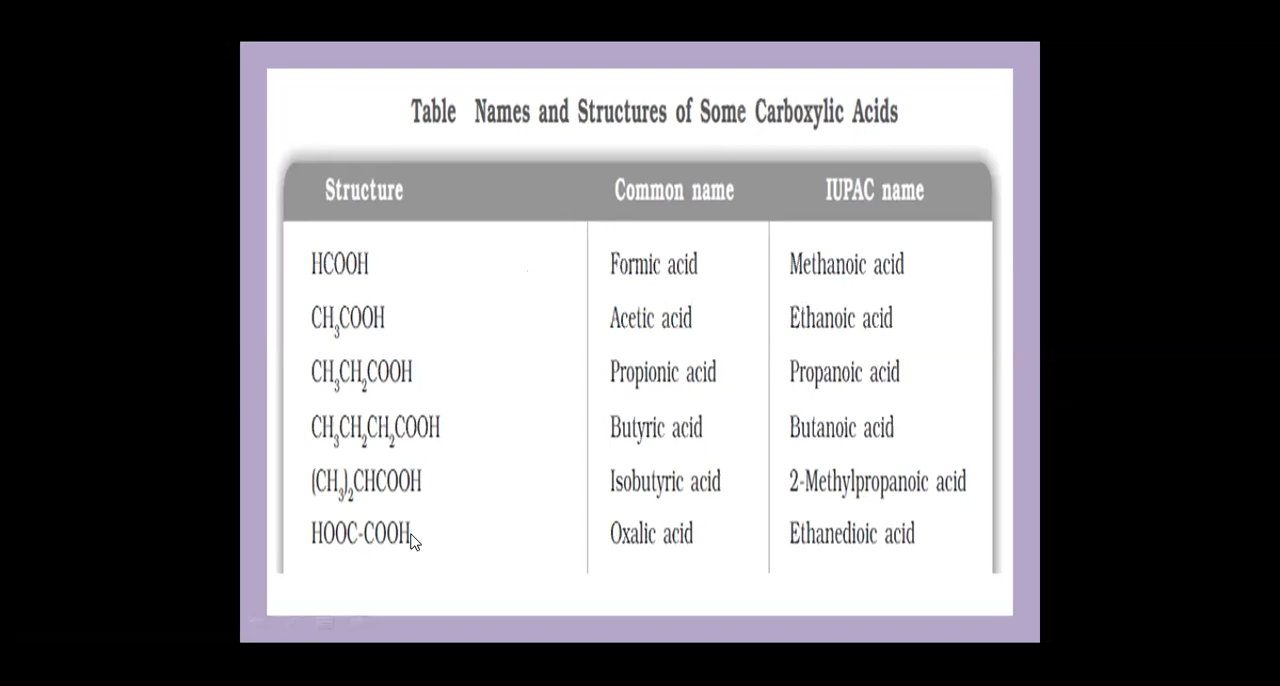 Table Names and Structures of Some Carboxylic Acids
Structure Common name IUPAC name
HCOOH Formic acid Methanoic acid
CH₃COOH Acetic acid Ethanoic acid
CH₃CH₂COOH Propionic acid Propanoic acid
CH₃CH₂CH₂COOH Butyric acid Butanoic acid
(CH₃)₂CHCOOH Isobutyric acid 2-Methylpropanoic acid
HOOC-COOH Oxalic acid Ethanedioic acid